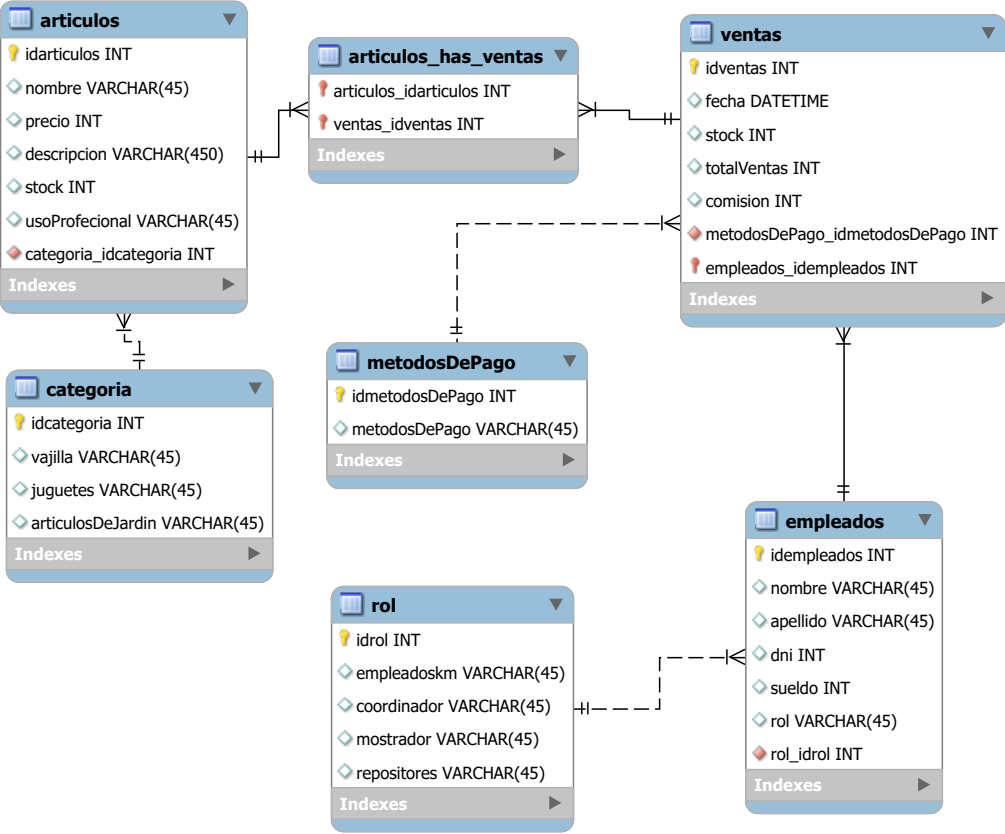 articulos
idarticulos INT
nombre VARCHAR(45)
precio INT
descripcion VARCHAR(450)
stock INT
usoProfecional VARCHAR(45)
categoria_idcategoria INT
Indexes
articulos_has_ventas
articulos_idarticulos INT
ventas_idventas INT
Indexes
ventas
idventas INT
fecha DATETIME
stock INT
totalVentas INT
comision INT
metodosDePago_idmetodosDePago INT
empleados_idempleados INT
Indexes
categoria
idcategoria INT
vajilla VARCHAR(45)
juguetes VARCHAR(45)
articulosDeJardin VARCHAR(45)
Indexes
metodosDePago
idmetodosDePago INT
metodosDePago VARCHAR(45)
Indexes
rol
idrol INT
empleadoskm VARCHAR(45)
coordinador VARCHAR(45)
mostrador VARCHAR(45)
repositores VARCHAR(45)
Indexes
empleados
idempleados INT
nombre VARCHAR(45)
apellido VARCHAR(45)
dni INT
sueldo INT
rol VARCHAR(45)
rol_idrol INT
Indexes